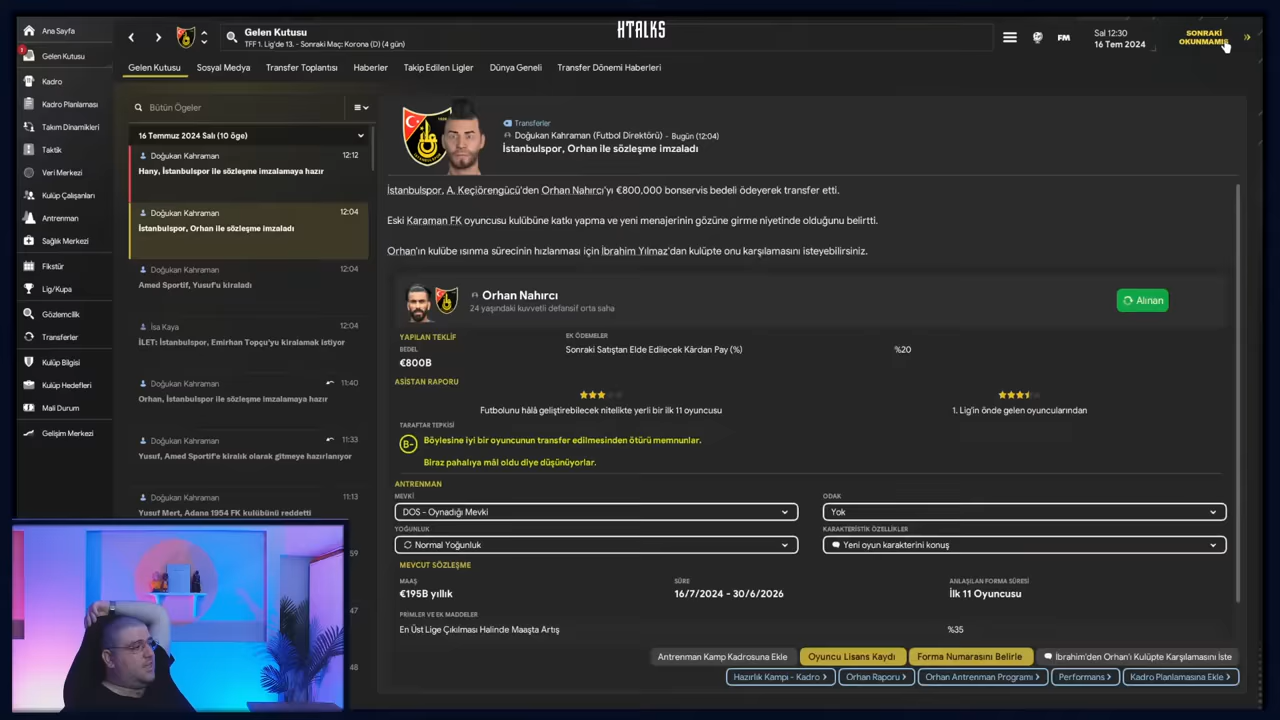 HTALKS
Ana Sayfa
Gelen Kutusu
Kadro
Kadro Planlaması
Takım Dinamikleri
Taktik
Veri Merkezi
Kulüp Çalışanları
Antrenman
Sağlık Merkezi
Fikstür
Lig/Kupa
Gözlemcilik
Transferler
Kulüp Bilgisi
Kulüp Hedefleri
Mali Durum
Gelişim Merkezi
Gelen Kutusu
TFF 1. Lig'de 13. - Sonraki Maç: Korona (D) (4 gün)
FM
Sal 12:30
16 Tem 2024
SONRAKİ
OKUNMAMIŞ
Gelen Kutusu Sosyal Medya Transfer Toplantısı Haberler Takip Edilen Ligler Dünya Geneli Transfer Dönemi Haberleri
Bütün Ögeler
16 Temmuz 2024 Salı (10 öge)
Doğukan Kahraman 12:12
Hany, İstanbulspor ile sözleşme imzalamaya hazır
Doğukan Kahraman 12:04
İstanbulspor, Orhan ile sözleşme imzaladı
Doğukan Kahraman 12:04
Amed Sportif, Yusuf'u kiraladı
İsa Kaya 12:04
İLET: İstanbulspor, Emirhan Topçu'yu kiralamak istiyor
Doğukan Kahraman 11:40
Orhan, İstanbulspor ile sözleşme imzalamaya hazır
Doğukan Kahraman 11:33
Yusuf, Amed Sportif'e kiralık olarak gitmeye hazırlanıyor
Doğukan Kahraman 11:13
Yusuf Mert, Adana 1954 FK kulübünü reddetti
59
47
48
Transferler
Doğukan Kahraman (Futbol Direktörü) - Bugün (12:04)
İstanbulspor, Orhan ile sözleşme imzaladı
İstanbulspor, A. Keçiörengücü'den Orhan Nahırcı'yı €800,000 bonservis bedeli ödeyerek transfer etti.
Eski Karaman FK oyuncusu kulübüne katkı yapma ve yeni menajerinin gözüne girme niyetinde olduğunu belirtti.
Orhan'ın kulübe ısınma sürecinin hızlanması için İbrahim Yılmaz'dan kulüpte onu karşılamasını isteyebilirsiniz.
Orhan Nahırcı
24 yaşındaki kuvvetli defansif orta saha
Alınan
YAPILAN TEKLİF
BEDEL
€800B
EK ÖDEMELER
Sonraki Satıştan Elde Edilecek Kârdan Pay (%) %20
ASİSTAN RAPORU
Futbolunu hâlâ geliştirebilecek nitelikte yerli bir ilk 11 oyuncusu
1. Lig'in önde gelen oyuncularından
TARAFTAR TEPKİSİ
B-
Böylesine iyi bir oyuncunun transfer edilmesinden ötürü memnunlar.
Biraz pahalıya mâl oldu diye düşünüyorlar.
ANTRENMAN
MEVKİ ODAK
DOS - Oynadığı Mevki Yok
YOĞUNLUK KARAKTERİSTİK ÖZELLİKLER
Normal Yoğunluk Yeni oyun karakterini konuş
MEVCUT SÖZLEŞME
MAAŞ SÜRE ANLAŞILAN FORMA SÜRESİ
€195B yıllık 16/7/2024 - 30/6/2026 İlk 11 Oyuncusu
PRİMLER VE EK MADDELER
En Üst Lige Çıkılması Halinde Maaşta Artış %35
Antrenman Kamp Kadrosuna Ekle Oyuncu Lisans Kaydı Forma Numarasını Belirle İbrahim'den Orhan'ı Kulüpte Karşılamasını İste
Hazırlık Kampı - Kadro Orhan Raporu Orhan Antrenman Programı Performans Kadro Planlamasına Ekle